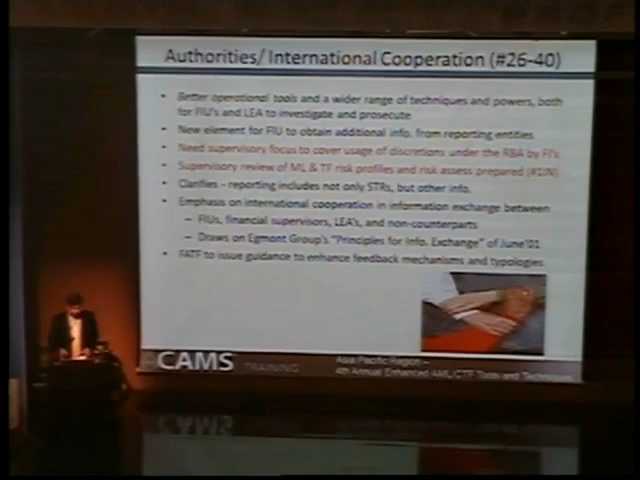 Authorities/ International Cooperation (#26-40)
• Better operational tools and a wider range of techniques and powers, both
for FIU's and LEA to investigate and prosecute
• New element for FIU to obtain additional info. from reporting entities
• Need supervisory focus to cover usage of discretions under the RBA by FI's
• Supervisory review of ML & TF risk profiles and risk assess prepared (#1IN)
• Clarifies - reporting includes not only STRs, but other info.
• Emphasis on international cooperation in information exchange between
– FIUs, financial supervisors, LEA's, and non-counterparts
– Draws on Egmont Group's "Principles for Info. Exchange" of June'01
• FATF to issue guidance to enhance feedback mechanisms and typologies
ACAMS TRAINING
Asia Pacific Region –
4th Annual Enhanced AML/CTF Tools and Techniques